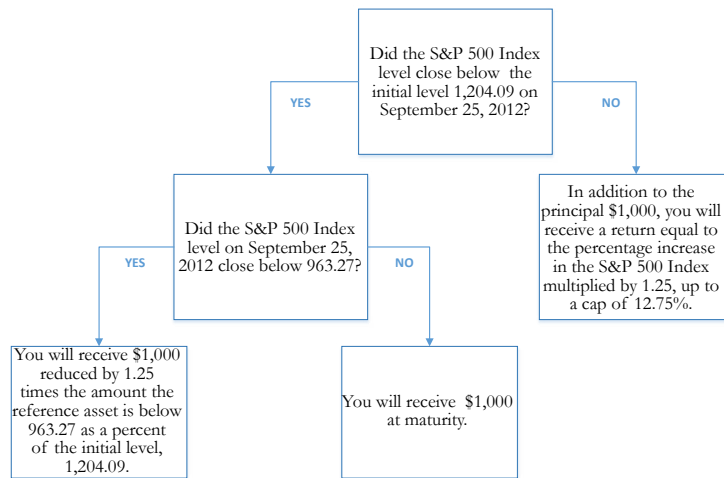 Did the S&P 500 Index
level close below the
initial level 1,204.09 on
September 25, 2012?
YES
NO
Did the S&P 500 Index
level on September 25,
2012 close below 963.27?
In addition to the
principal $1,000, you will
receive a return equal to
the percentage increase
in the S&P 500 Index
multiplied by 1.25, up to
a cap of 12.75%.
YES
NO
You will receive $1,000
reduced by 1.25
times the amount the
reference asset is below
963.27 as a percent
of the initial level,
1,204.09.
You will receive $1,000
at maturity.